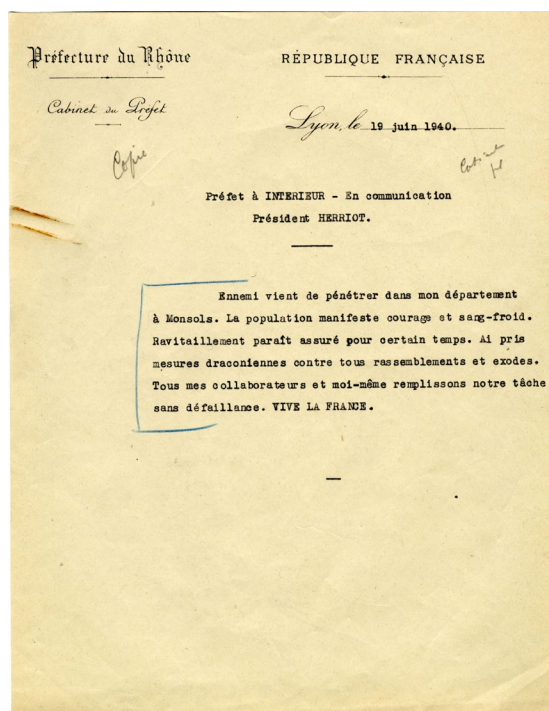 Préfecture du Rhône
RÉPUBLIQUE FRANÇAISE
Cabinet du Préfet
Lyon, le 19 juin 1940.
Copie
Préfet à INTERIEUR - En communication
Président HERRIOT.
Ennemi vient de pénétrer dans mon département
à Monsols. La population manifeste courage et sang-froid.
Ravitaillement paraît assuré pour certain temps. Ai pris
mesures draconiennes contre tous rassemblements et exodes.
Tous mes collaborateurs et moi-même remplissons notre tâche
sans défaillance. VIVE LA FRANCE.